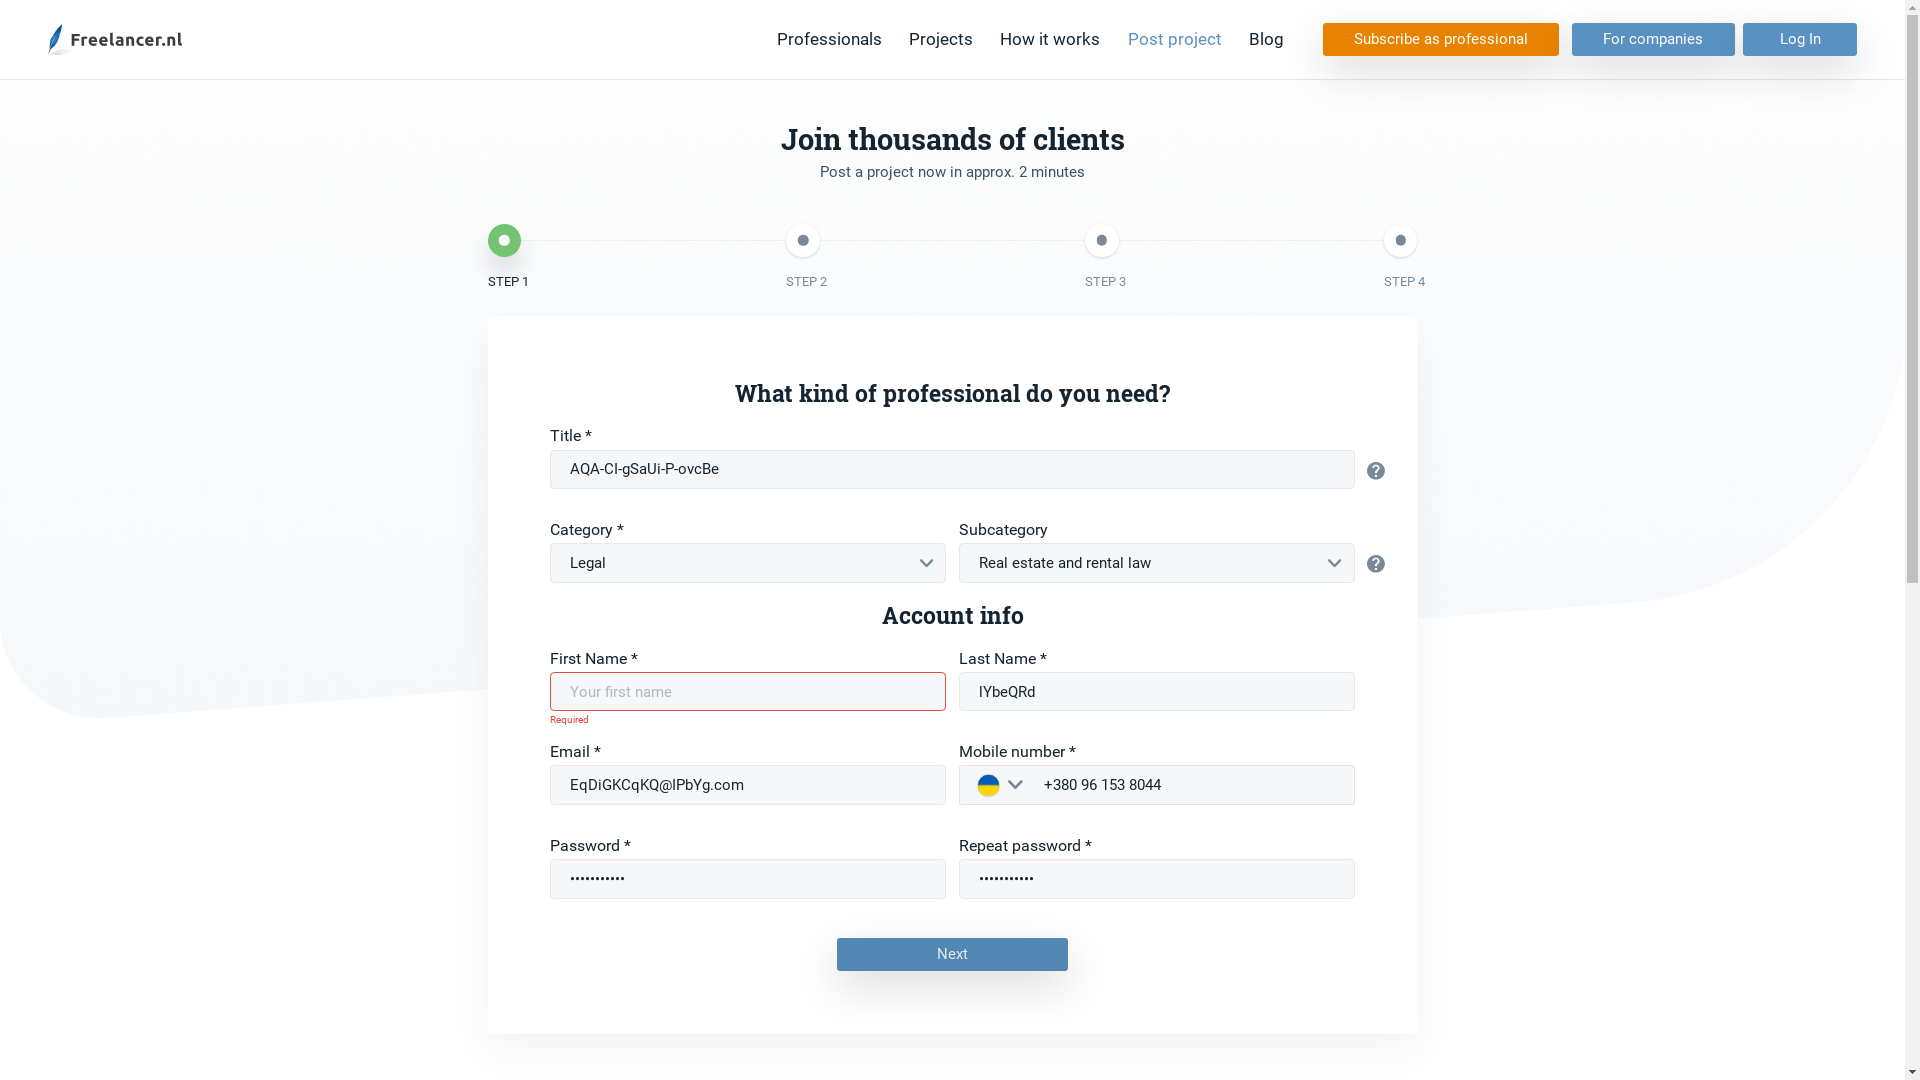 Freelancer.nl
Professionals
Projects
How it works
Post project
Blog
Subscribe as professional
For companies
Log In
Join thousands of clients
Post a project now in approx. 2 minutes
STEP 1
STEP 2
STEP 3
STEP 4
What kind of professional do you need?
Title *
AQA-CI-gSaUi-P-ovcBe
Category *
Subcategory
Legal
Real estate and rental law
Account info
First Name *
Last Name *
Your first name
lYbeQRd
Required
Email *
Mobile number *
EqDiGKCqKQ@IPbYg.com
+380 96 153 8044
Password *
Repeat password *
•••••••••••
•••••••••••
Next